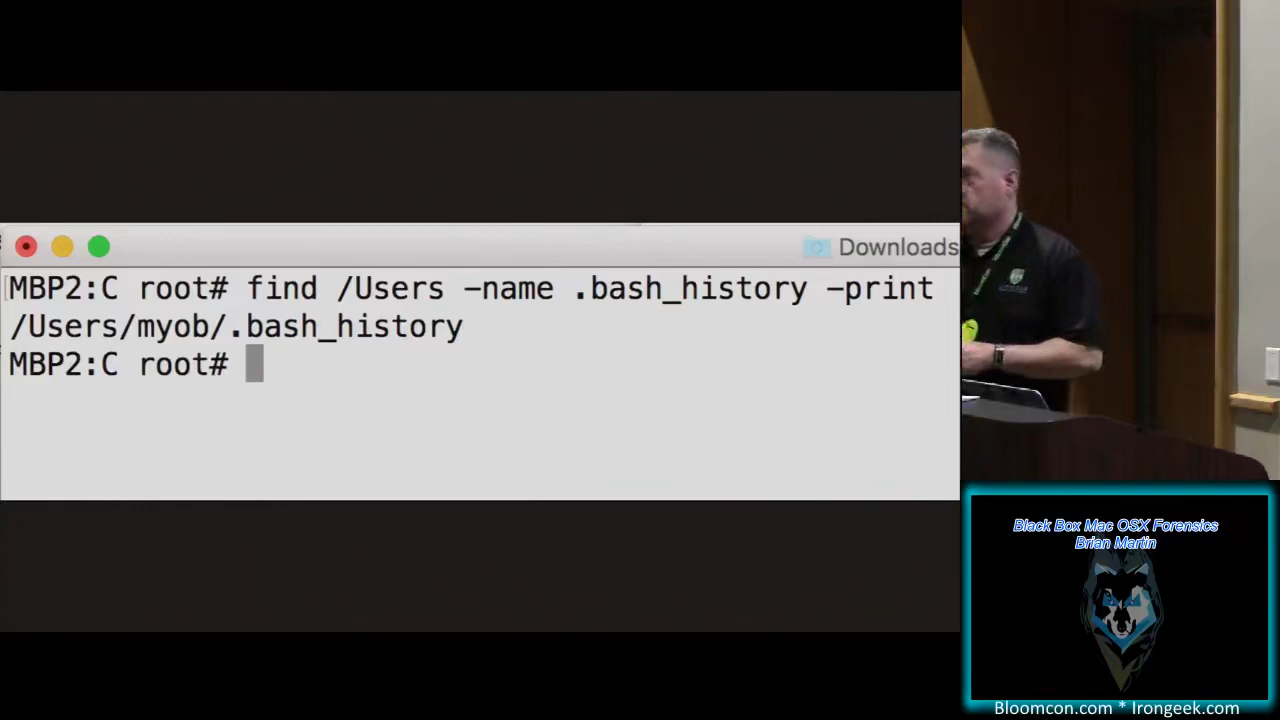 Downloads
MBP2:C root# find /Users -name .bash_history -print
/Users/myob/.bash_history
MBP2:C root#
Black Box Mac OSX Forensics
Brian Martin
Bloomcon.com * Irongeek.com